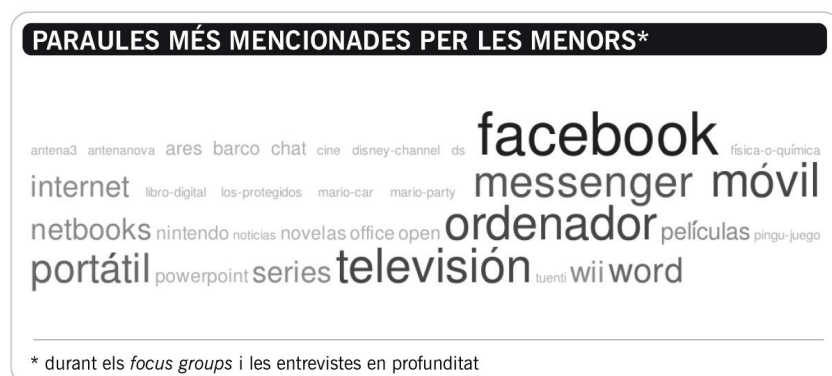 PARAULES MÉS MENCIONADES PER LES MENORS*
antena3 antenanova ares barco chat cine disney-channel ds facebook física-o-química
internet libro-digital los-protegidos mario-car mario-party messenger móvil
netbooks nintendo noticias novelas office open ordenador películas pingu-juego
portátil powerpoint series televisión tuenti wii word
* durant els focus groups i les entrevistes en profunditat